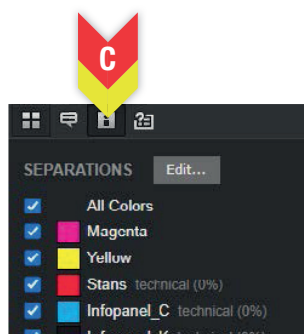 C
SEPARATIONS Edit...
All Colors
Magenta
Yellow
Stans technical (0%)
Infopanel_C technical (0%)